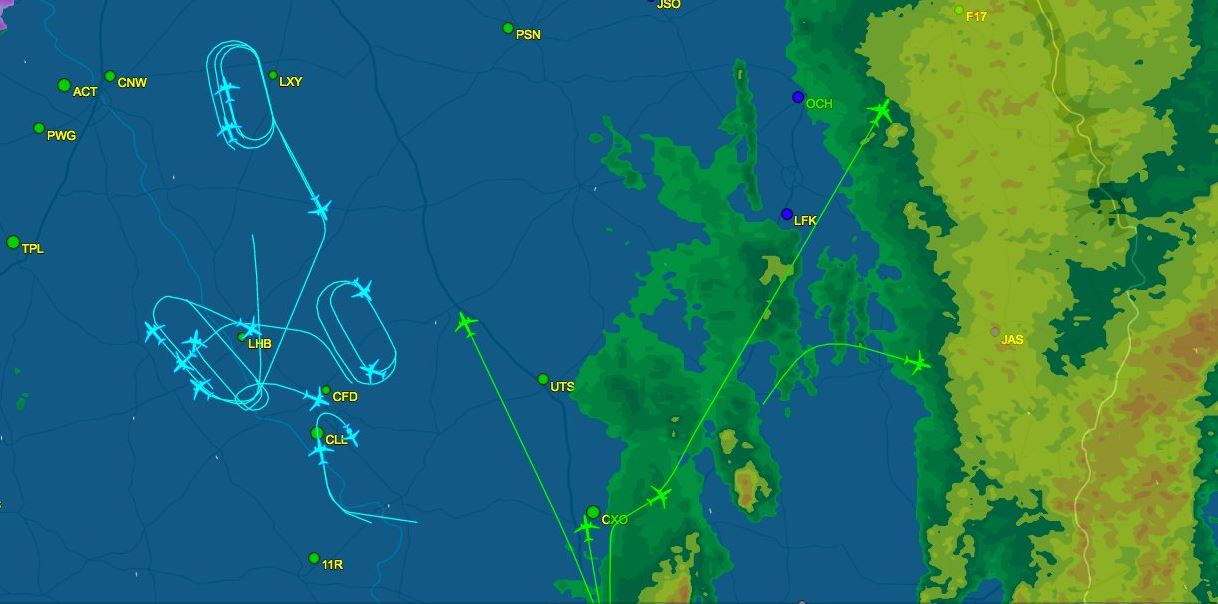 JSO
F17
PSN
CNW
LXY
ACT
OCH
PWG
LFK
TPL
JAS
LHB
UTS
CFD
CLL
CXO
11R